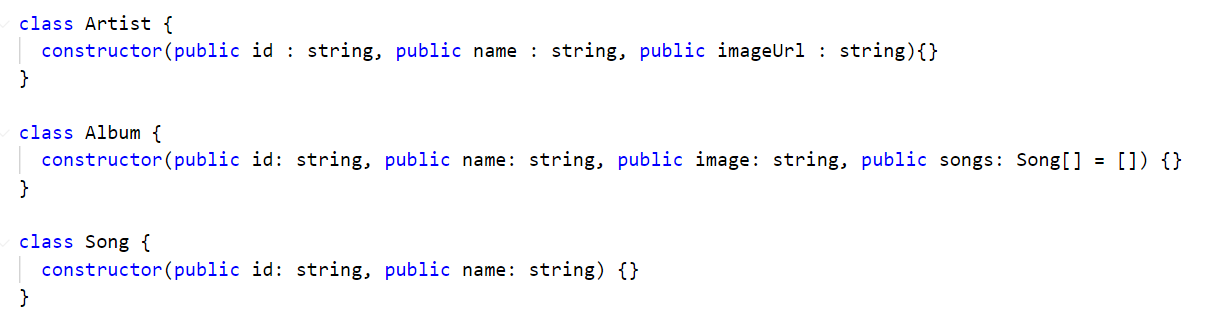 class Artist {
constructor(public id : string, public name : string, public imageUrl : string){}
}
class Album {
constructor(public id: string, public name: string, public image: string, public songs: Song[] = []) {}
}
class Song {
constructor(public id: string, public name: string) {}
}